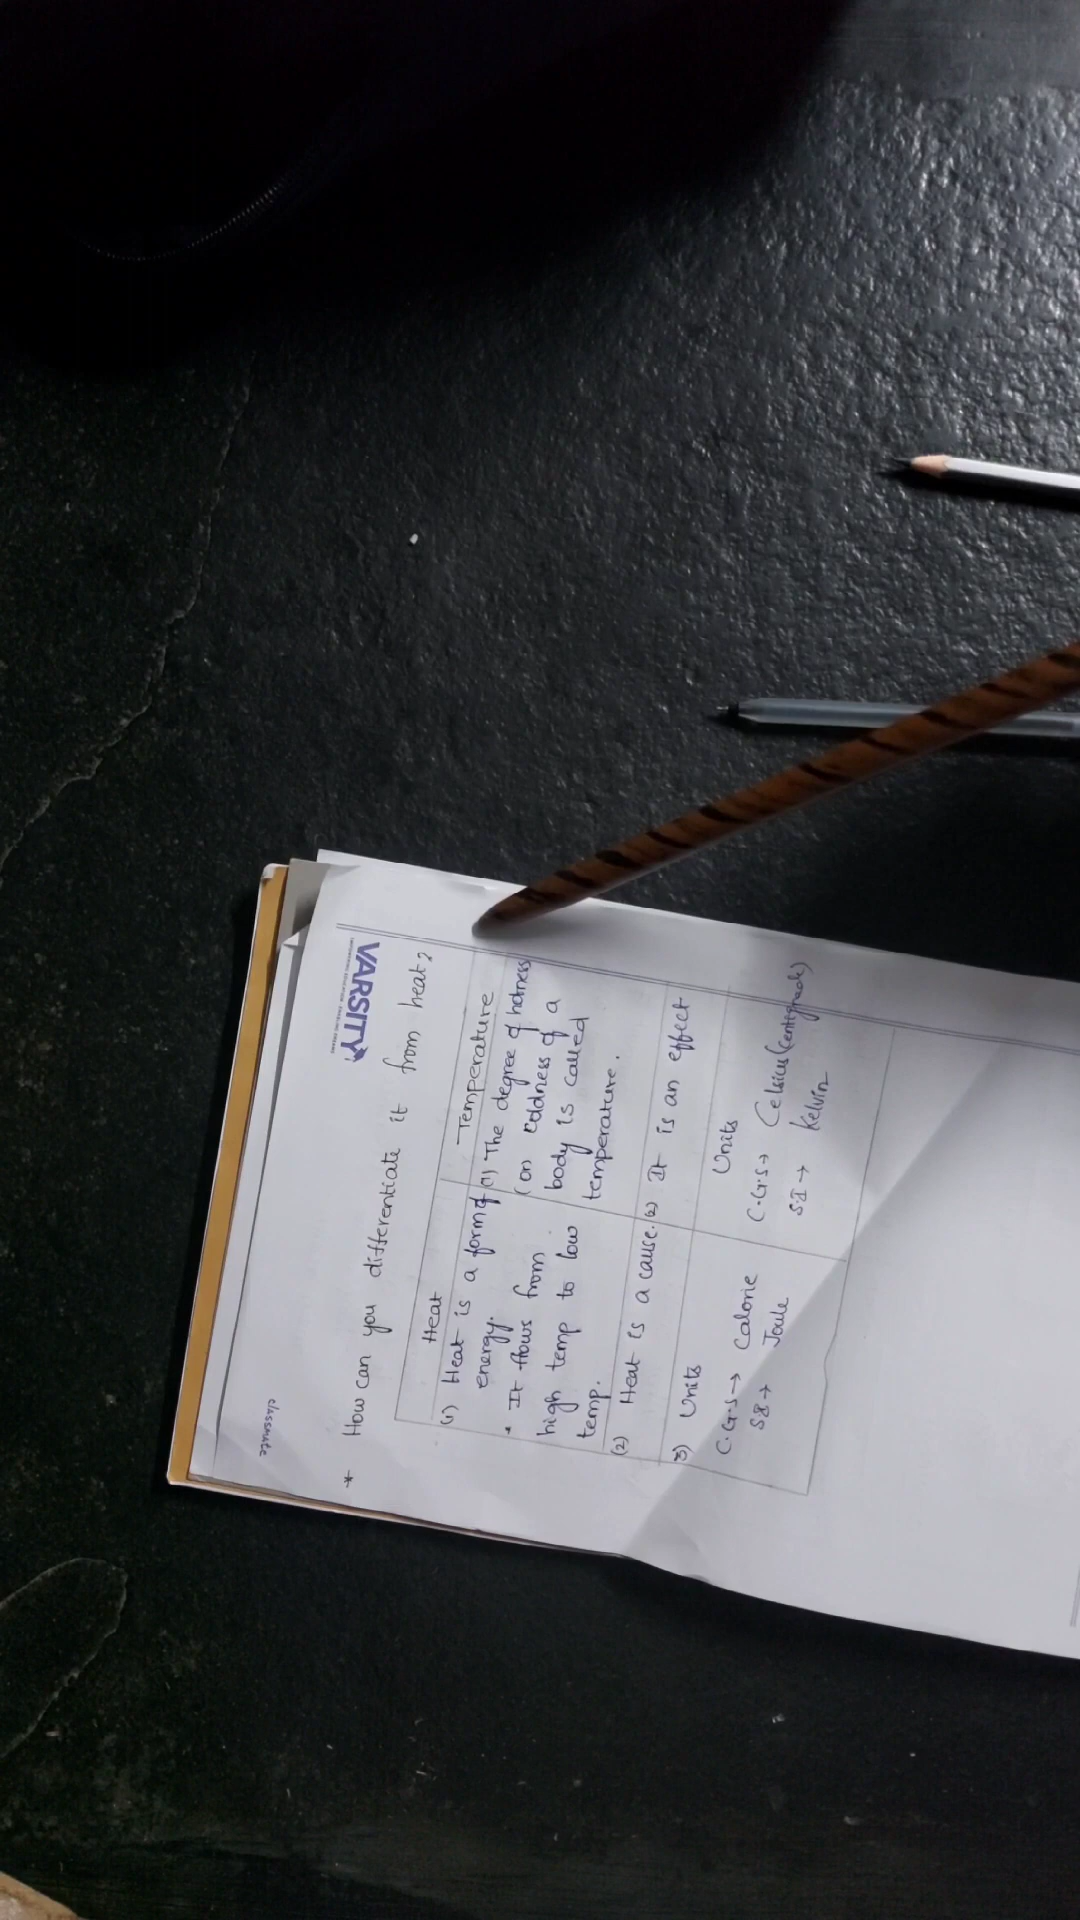 classmate
VARSITY
* How can you differentiate it from heat?
Heat
(1) Heat is a form of
energy.
* It flows from
high temp to low
temp.
(2) Heat is a cause.
3) Units
C.G.S → Calorie
S.I → Joule
Temperature
(1) The degree of hotness
(or) coldness of a
body is called
temperature.
(2) It is an effect
Units
C.G.S → Celsius (centigrade)
S.I → Kelvin